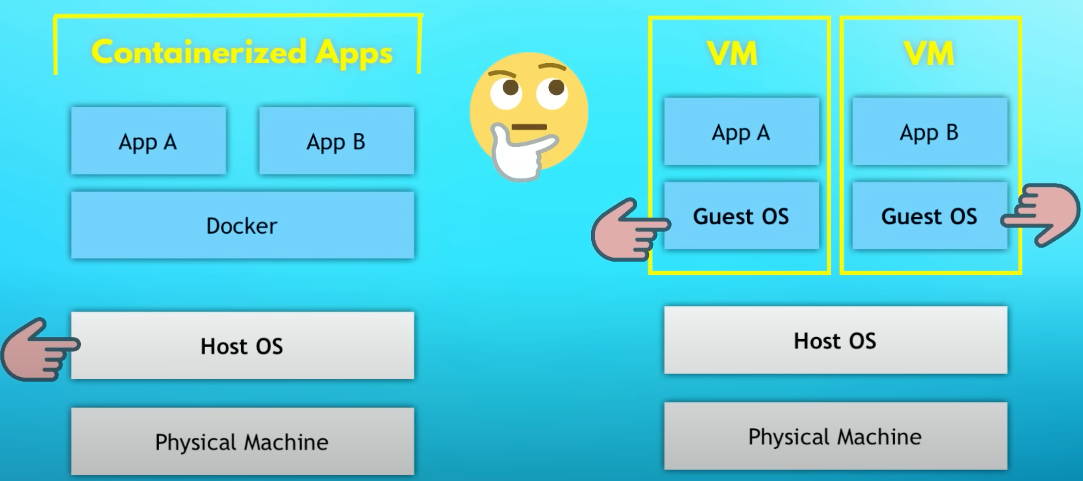 Containerized Apps
App A
App B
Docker
Host OS
Physical Machine
VM
VM
App A
App B
Guest OS
Guest OS
Host OS
Physical Machine